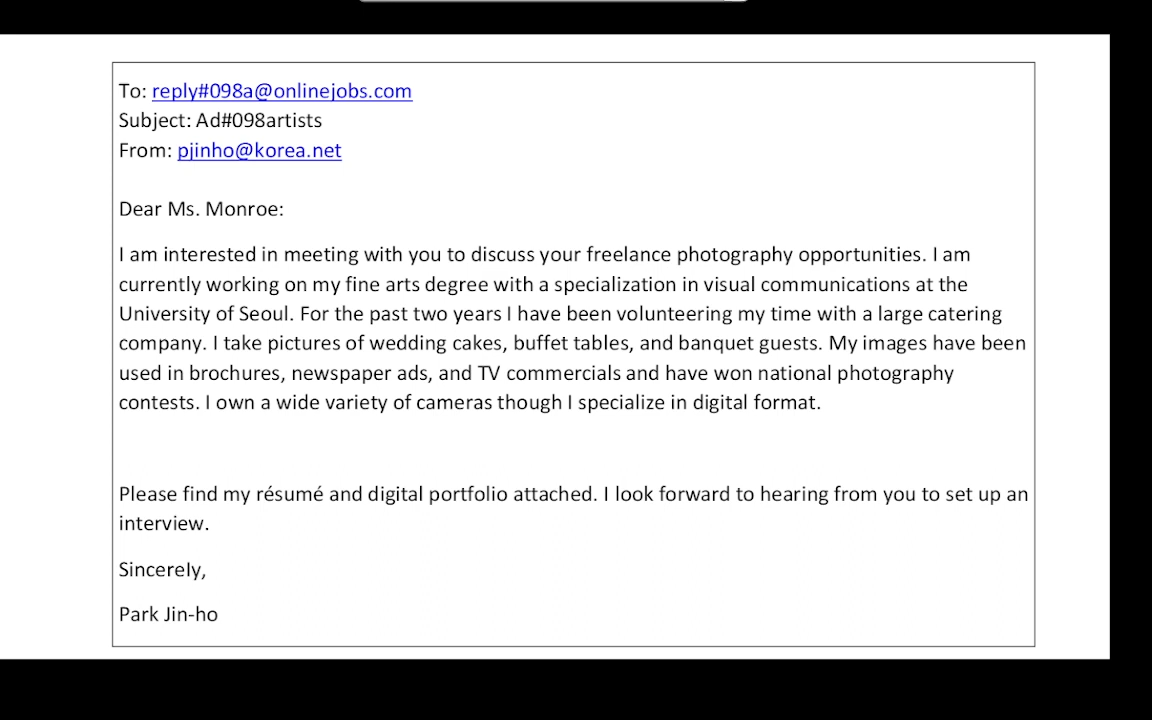 To: reply#098a@onlinejobs.com
Subject: Ad#098artists
From: pjinho@korea.net
Dear Ms. Monroe:
I am interested in meeting with you to discuss your freelance photography opportunities. I am
currently working on my fine arts degree with a specialization in visual communications at the
University of Seoul. For the past two years I have been volunteering my time with a large catering
company. I take pictures of wedding cakes, buffet tables, and banquet guests. My images have been
used in brochures, newspaper ads, and TV commercials and have won national photography
contests. I own a wide variety of cameras though I specialize in digital format.
Please find my résumé and digital portfolio attached. I look forward to hearing from you to set up an
interview.
Sincerely,
Park Jin-ho